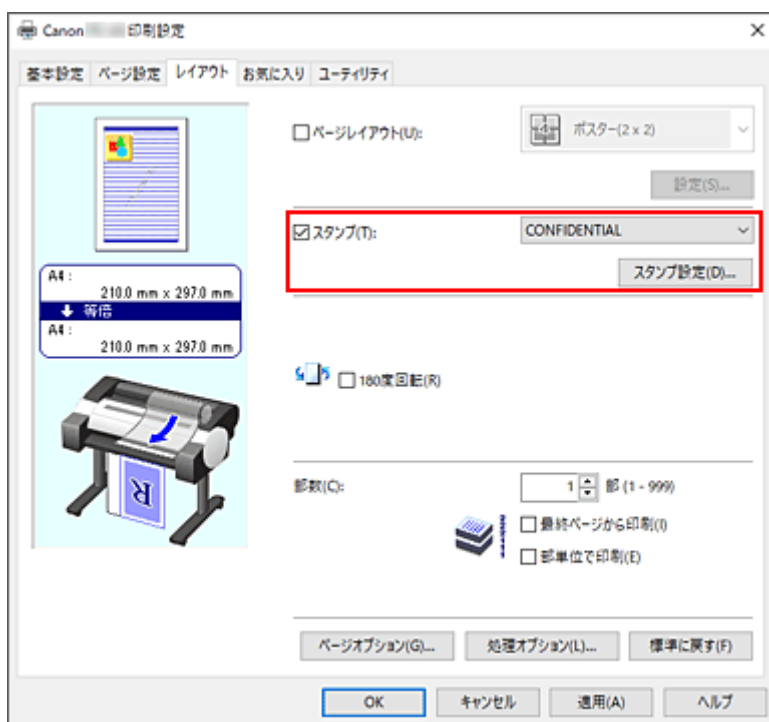 Canon 印刷設定
基本設定 ページ設定 レイアウト お気に入り ユーティリティ
ページレイアウト(U):
ポスター(2 x 2)
設定(S)...
スタンプ(T):
CONFIDENTIAL
スタンプ設定(D)...
A4 :
210.0 mm x 297.0 mm
等倍
A4 :
210.0 mm x 297.0 mm
180度回転(R)
部数(C):
1 部 (1 - 999)
最終ページから印刷(I)
部単位で印刷(E)
R
ページオプション(G)... 処理オプション(L)... 標準に戻す(F)
OK キャンセル 適用(A) ヘルプ